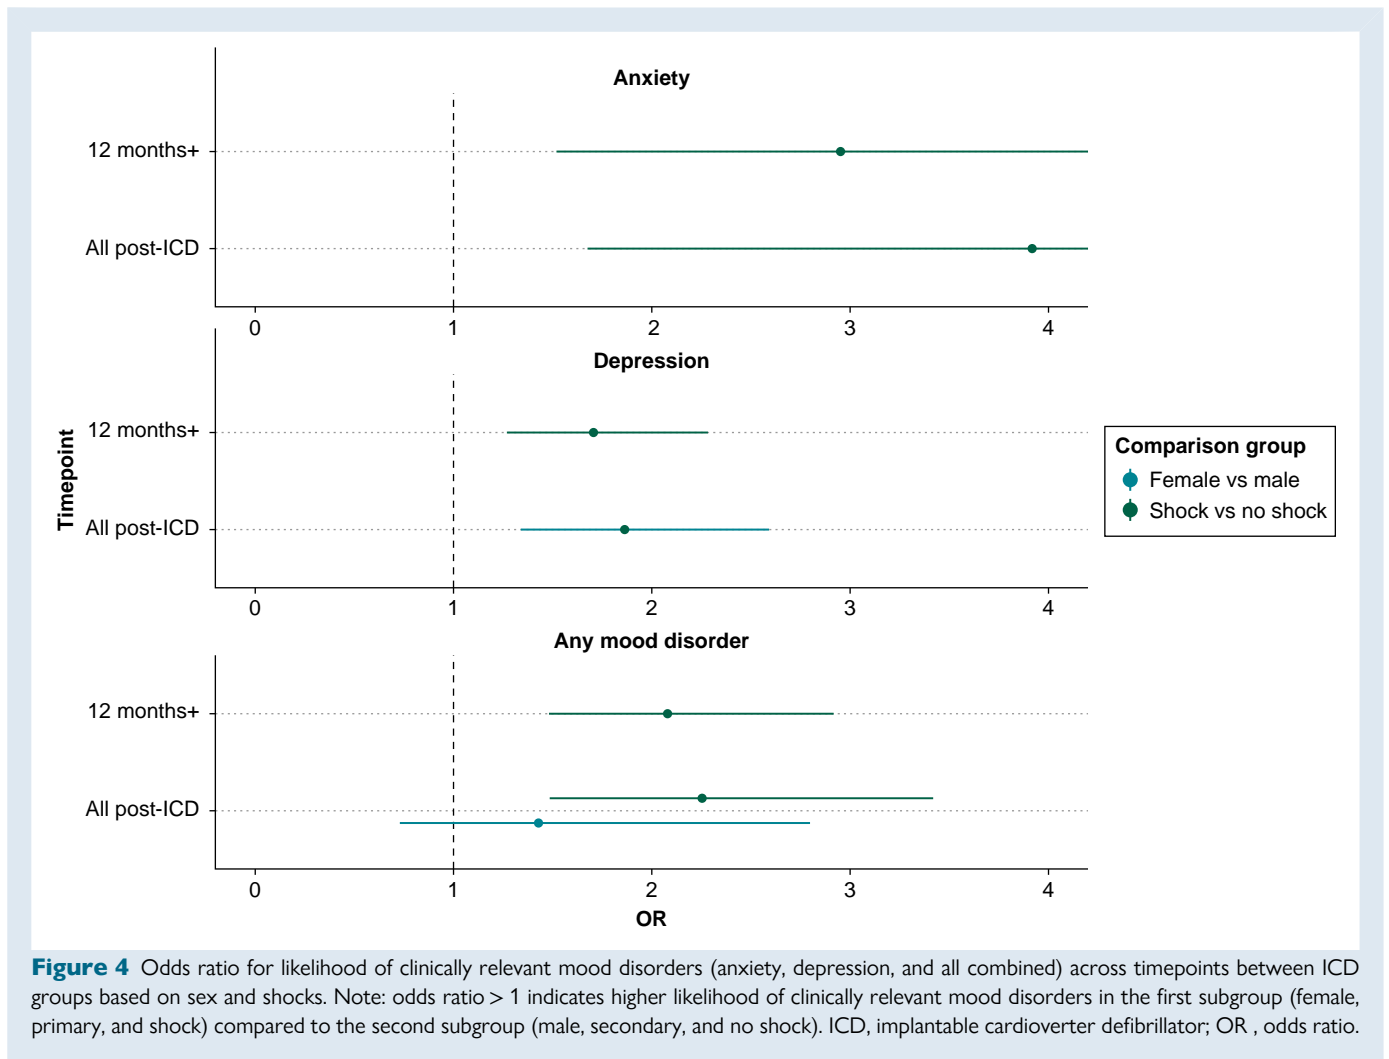 Anxiety
12 months+
All post-ICD
0 1 2 3 4
Depression
12 months+
All post-ICD
0 1 2 3 4
Any mood disorder
12 months+
All post-ICD
0 1 2 3 4
OR
Timepoint
Comparison group
Female vs male
Shock vs no shock
Figure 4 Odds ratio for likelihood of clinically relevant mood disorders (anxiety, depression, and all combined) across timepoints between ICD
groups based on sex and shocks. Note: odds ratio > 1 indicates higher likelihood of clinically relevant mood disorders in the first subgroup (female,
primary, and shock) compared to the second subgroup (male, secondary, and no shock). ICD, implantable cardioverter defibrillator; OR , odds ratio.